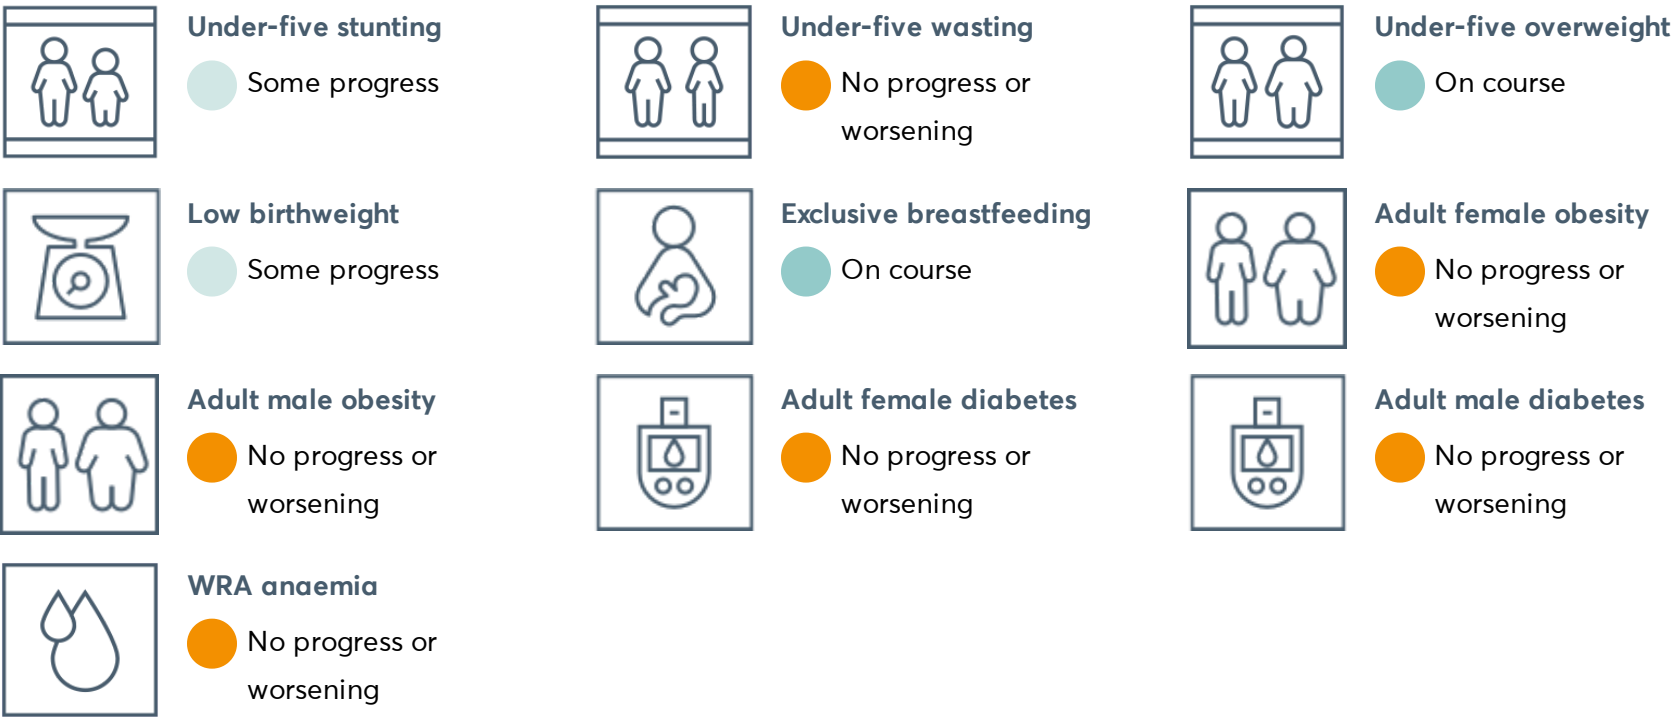 Under-five stunting
Some progress
Under-five wasting
No progress or
worsening
Under-five overweight
On course
Low birthweight
Some progress
Exclusive breastfeeding
On course
Adult female obesity
No progress or
worsening
Adult male obesity
No progress or
worsening
Adult female diabetes
No progress or
worsening
Adult male diabetes
No progress or
worsening
WRA anaemia
No progress or
worsening